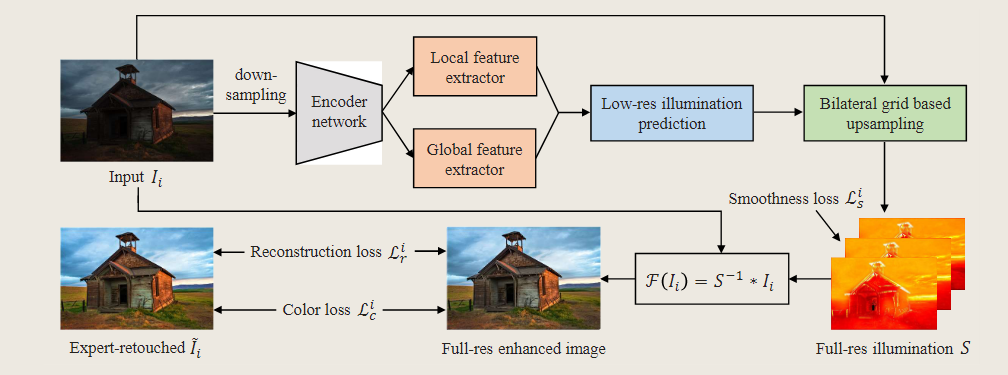 down-
sampling
Encoder
network
Local feature
extractor
Global feature
extractor
Low-res illumination
prediction
Bilateral grid based
upsampling
Input I_i
Smoothness loss ℒ_s^i
Reconstruction loss ℒ_r^i
Color loss ℒ_c^i
ℱ(I_i) = S^{-1} * I_i
Expert-retouched Ĩ_i
Full-res enhanced image
Full-res illumination S